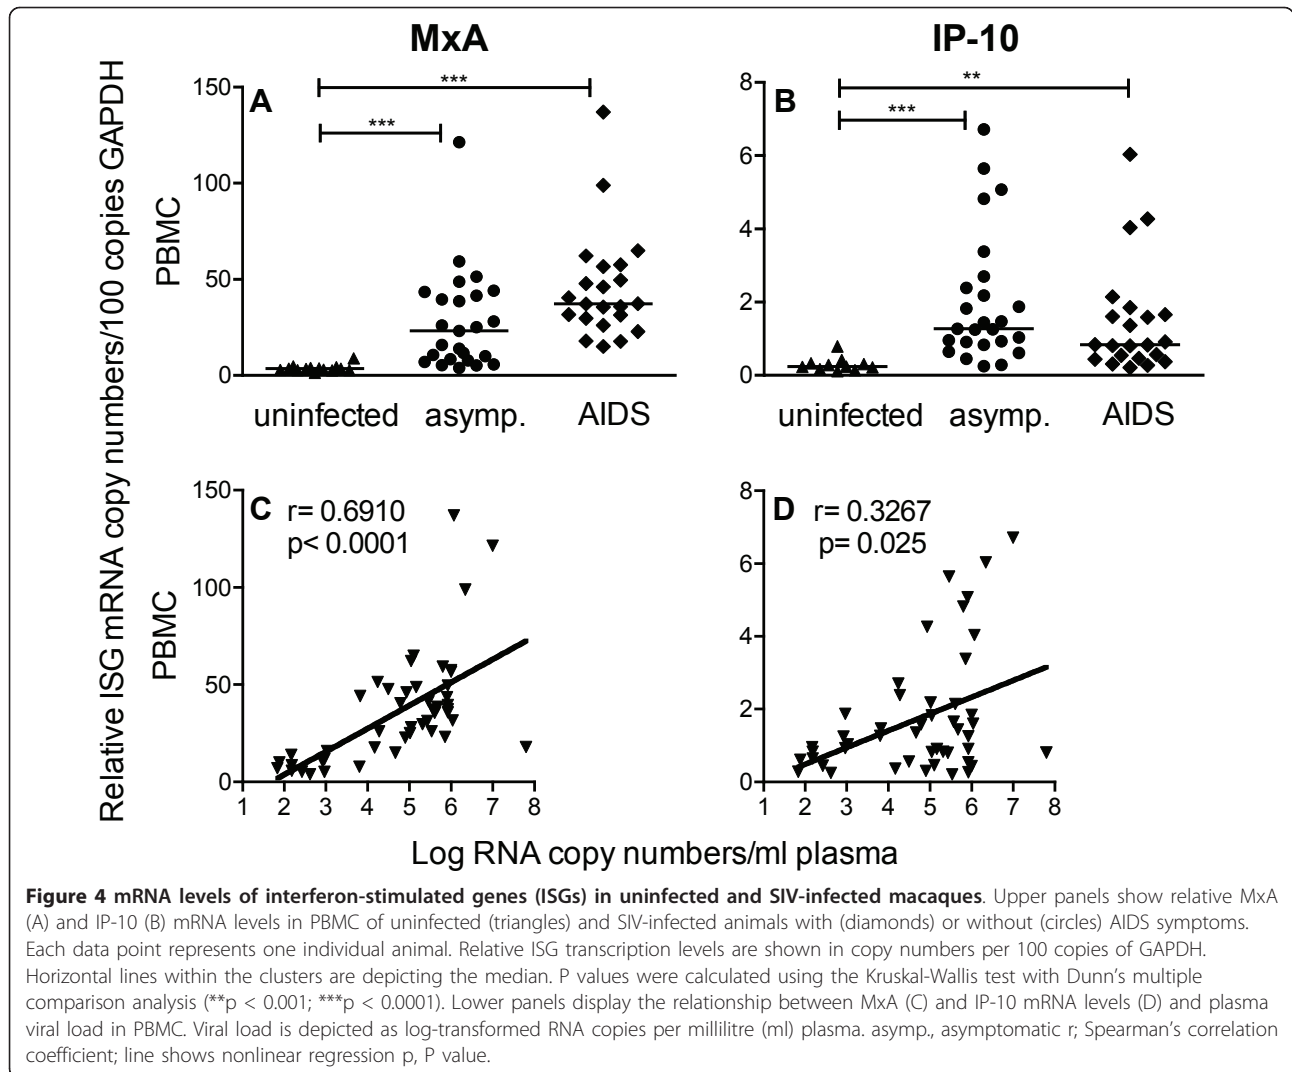 MxA
IP-10
Relative ISG mRNA copy numbers/100 copies GAPDH
PBMC
A
150
100
50
0
***
***
uninfected
asymp.
AIDS
B
8
6
4
2
0
**
***
uninfected
asymp.
AIDS
PBMC
C
r= 0.6910
p< 0.0001
150
100
50
0
1 2 3 4 5 6 7 8
D
r= 0.3267
p= 0.025
8
6
4
2
0
1 2 3 4 5 6 7 8
Log RNA copy numbers/ml plasma
Figure 4 mRNA levels of interferon-stimulated genes (ISGs) in uninfected and SIV-infected macaques. Upper panels show relative MxA
(A) and IP-10 (B) mRNA levels in PBMC of uninfected (triangles) and SIV-infected animals with (diamonds) or without (circles) AIDS symptoms.
Each data point represents one individual animal. Relative ISG transcription levels are shown in copy numbers per 100 copies of GAPDH.
Horizontal lines within the clusters are depicting the median. P values were calculated using the Kruskal-Wallis test with Dunn's multiple
comparison analysis (**p < 0.001; ***p < 0.0001). Lower panels display the relationship between MxA (C) and IP-10 mRNA levels (D) and plasma
viral load in PBMC. Viral load is depicted as log-transformed RNA copies per millilitre (ml) plasma. asymp., asymptomatic r; Spearman's correlation
coefficient; line shows nonlinear regression p, P value.